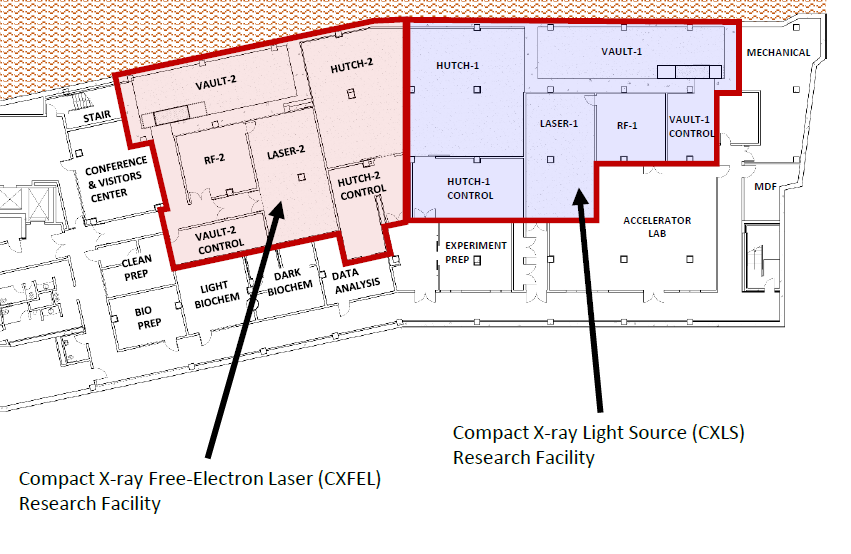 VAULT-2
HUTCH-2
HUTCH-1
VAULT-1
MECHANICAL
STAIR
CONFERENCE
& VISITORS
CENTER
RF-2
LASER-2
LASER-1
RF-1
VAULT-1
CONTROL
HUTCH-2
CONTROL
HUTCH-1
CONTROL
MDF
VAULT-2
CONTROL
ACCELERATOR
LAB
EXPERIMENT
PREP
CLEAN
PREP
LIGHT
BIOCHEM
DARK
BIOCHEM
DATA
ANALYSIS
BIO
PREP
Compact X-ray Light Source (CXLS)
Research Facility
Compact X-ray Free-Electron Laser (CXFEL)
Research Facility